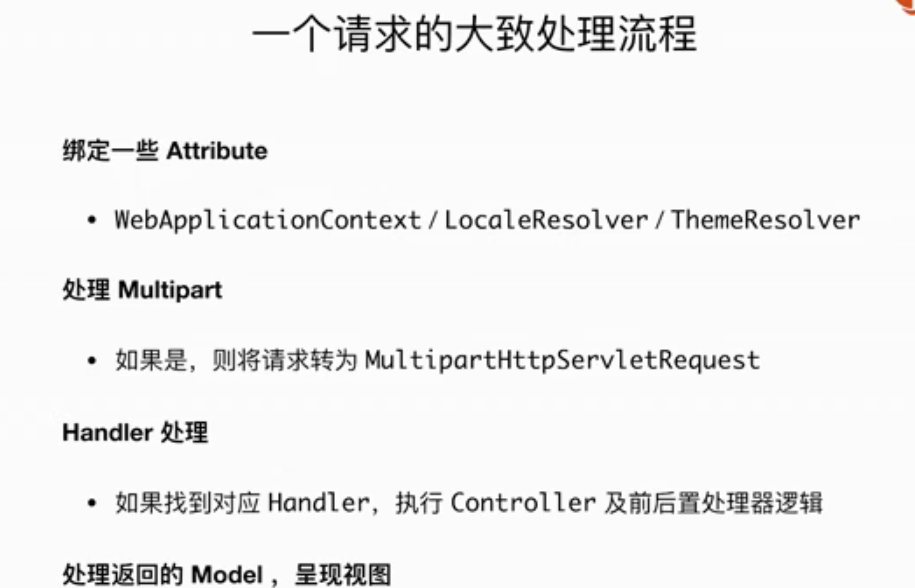 一个请求的大致处理流程
绑定一些 Attribute
• WebApplicationContext / LocaleResolver / ThemeResolver
处理 Multipart
• 如果是，则将请求转为 MultipartHttpServletRequest
Handler 处理
• 如果找到对应 Handler，执行 Controller 及前后置处理器逻辑
处理返回的 Model ，呈现视图